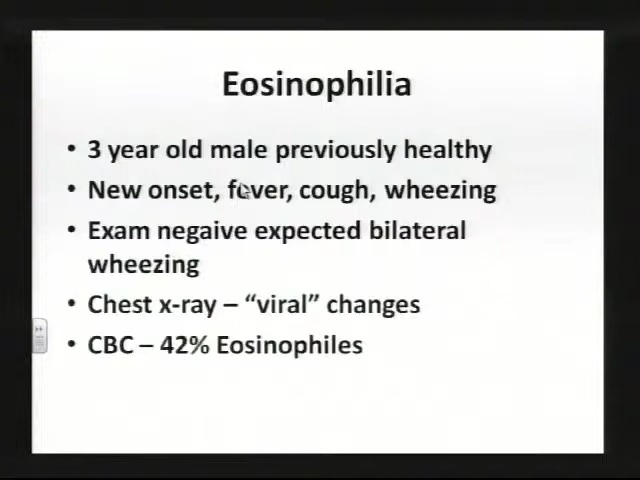 Eosinophilia
• 3 year old male previously healthy
• New onset, fever, cough, wheezing
• Exam negaive expected bilateral
wheezing
• Chest x-ray – “viral” changes
• CBC – 42% Eosinophiles